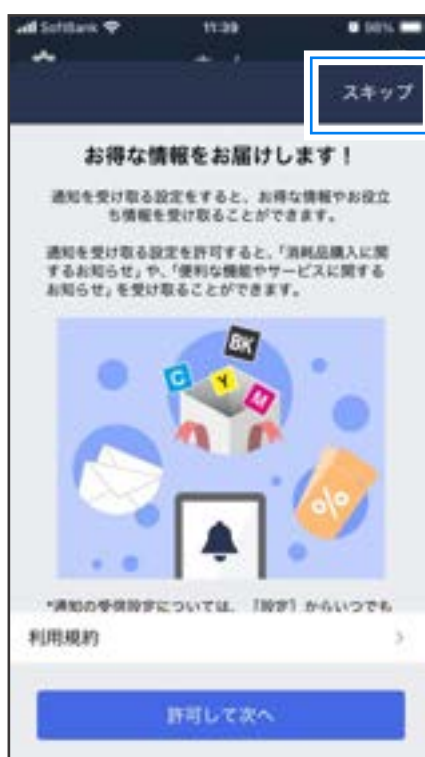 SoftBank 11:39 98%
スキップ
お得な情報をお届けします！
通知を受け取る設定をすると、お得な情報やお役立
ち情報を受け取ることができます。
通知を受け取る設定を許可すると、「消耗品購入に関
するお知らせ」や、「便利な機能やサービスに関する
お知らせ」を受け取ることができます。
BK
C Y M
%
*通知の受信設定については、「設定」からいつでも
利用規約
許可して次へ